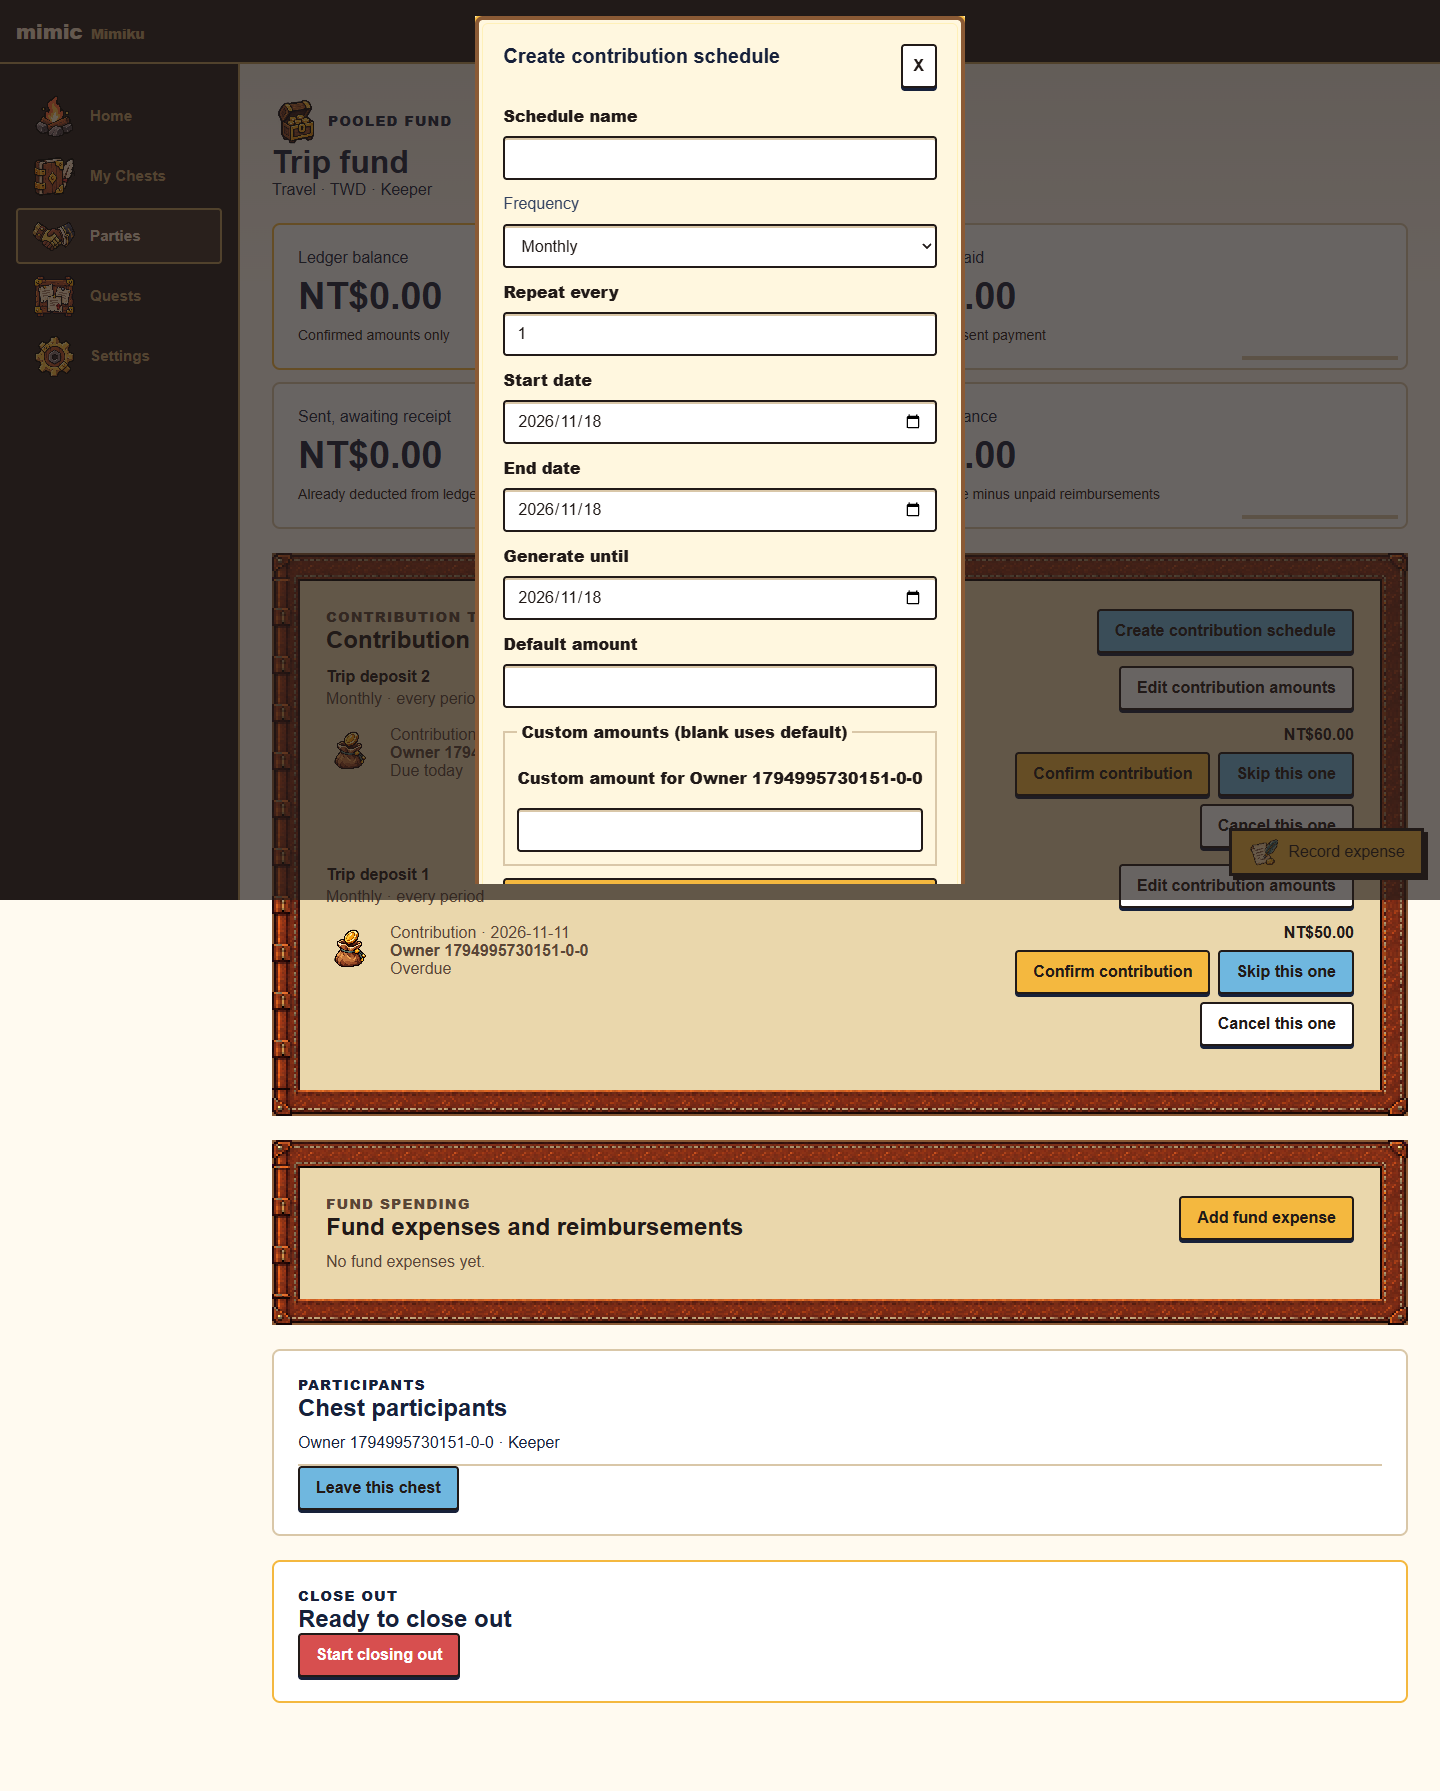 mimic Mimiku
Home
My Chests
Parties
Quests
Settings
POOLED FUND
Trip fund
Travel · TWD · Keeper
Ledger balance
NT$0.00
Confirmed amounts only
aid
.00
sent payment
Sent, awaiting receipt
NT$0.00
Already deducted from ledge
ance
.00
e minus unpaid reimbursements
Create contribution schedule
X
Schedule name
Frequency
Monthly
Repeat every
1
Start date
2026/11/18
End date
2026/11/18
Generate until
2026/11/18
Default amount
Custom amounts (blank uses default)
Custom amount for Owner 1794995730151-0-0
CONTRIBUTION T
Contribution
Create contribution schedule
Trip deposit 2
Monthly · every perio
Edit contribution amounts
Contribution
Owner 1794
Due today
NT$60.00
Confirm contribution
Skip this one
Cancel this one
Record expense
Trip deposit 1
Monthly · every period
Edit contribution amounts
Contribution · 2026-11-11
Owner 1794995730151-0-0
Overdue
NT$50.00
Confirm contribution
Skip this one
Cancel this one
FUND SPENDING
Fund expenses and reimbursements
Add fund expense
No fund expenses yet.
PARTICIPANTS
Chest participants
Owner 1794995730151-0-0 · Keeper
Leave this chest
CLOSE OUT
Ready to close out
Start closing out